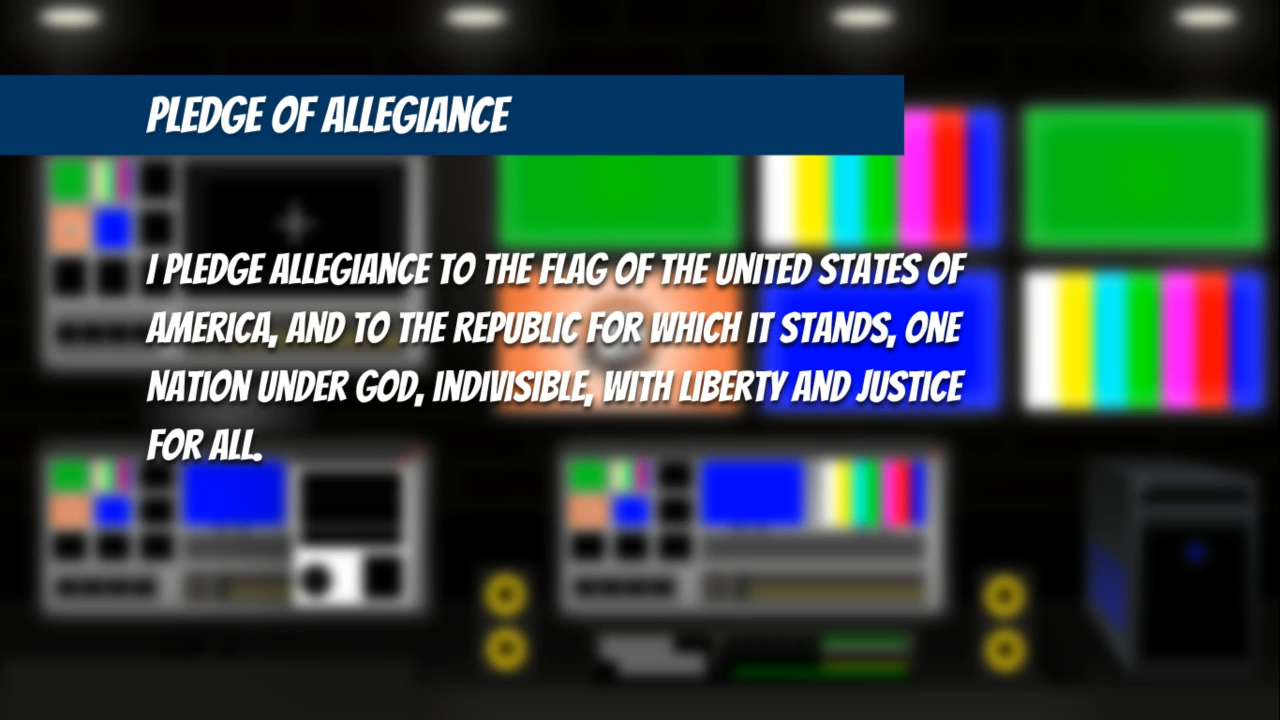 PLEDGE OF ALLEGIANCE
I PLEDGE ALLEGIANCE TO THE FLAG OF THE UNITED STATES OF
AMERICA, AND TO THE REPUBLIC FOR WHICH IT STANDS, ONE
NATION UNDER GOD, INDIVISIBLE, WITH LIBERTY AND JUSTICE
FOR ALL.